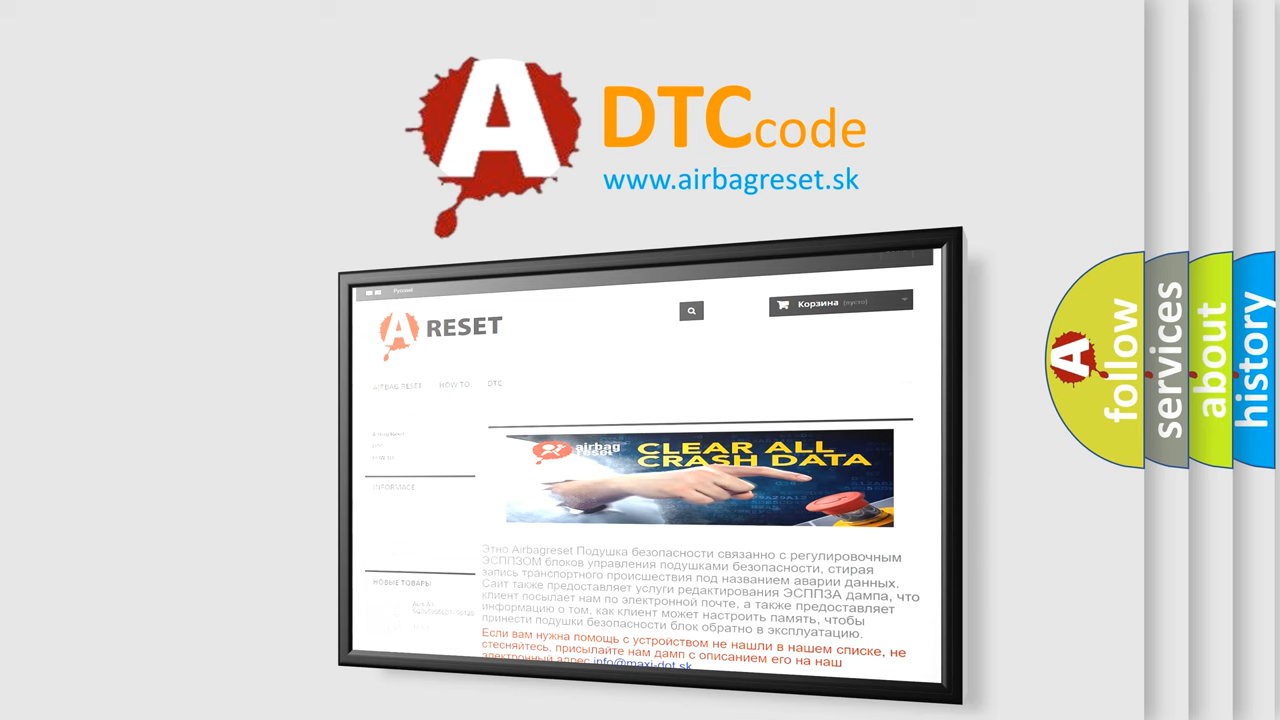 A DTCcode
www.airbagreset.sk
Русский
A RESET
Корзина (пусто)
AIRBAG RESET HOW TO DTC
Airbag Reset
HOW TO
INFORMACE
airbag
reset
CLEAR ALL
CRASH DATA
НОВЫЕ ТОВАРЫ
Этно Airbagreset Подушка безопасности связанно с регулировочным
ЭСППЗОМ блоков управления подушками безопасности, стирая
запись транспортного происшествия под названием аварии данных.
Сайт также предоставляет услуги редактирования ЭСППЗА дампа, что
клиент посылает нам по электронной почте, а также предоставляет
информацию о том, как клиент может настроить память, чтобы
принести подушки безопасности блок обратно в эксплуатацию.
Если вам нужна помощь с устройством не нашли в нашем списке, не
стесняйтесь, присылайте нам дамп с описанием его на наш
электронный адрес info@maxi-dot.sk
A follow
services
about
history